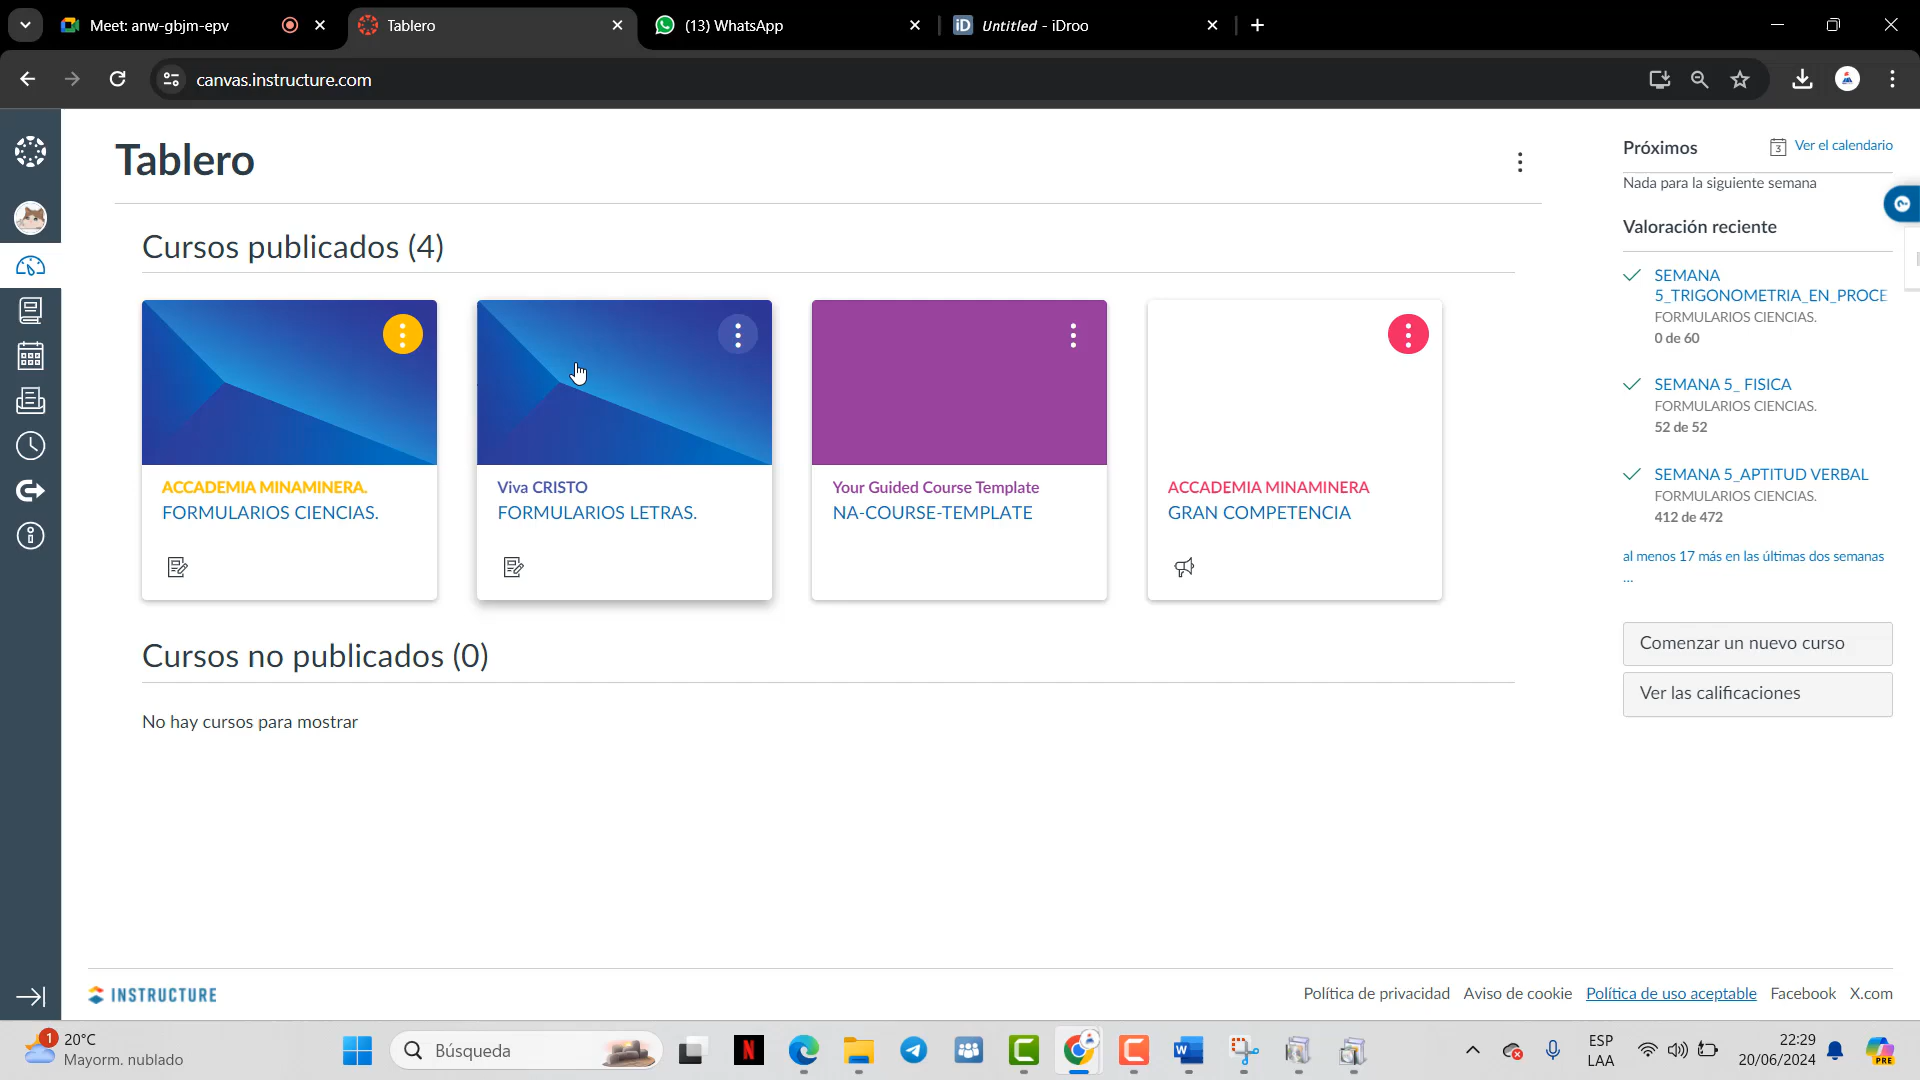 Meet: anw-gbjm-epv
Tablero
(13) WhatsApp
iD Untitled - iDroo
canvas.instructure.com
Tablero
Cursos publicados (4)
ACCADEMIA MINAMINERA.
FORMULARIOS CIENCIAS.
Viva CRISTO
FORMULARIOS LETRAS.
Your Guided Course Template
NA-COURSE-TEMPLATE
ACCADEMIA MINAMINERA
GRAN COMPETENCIA
Cursos no publicados (0)
No hay cursos para mostrar
Próximos
3 Ver el calendario
Nada para la siguiente semana
Valoración reciente
SEMANA
5_TRIGONOMETRIA_EN_PROCE
FORMULARIOS CIENCIAS.
0 de 60
SEMANA 5_ FISICA
FORMULARIOS CIENCIAS.
52 de 52
SEMANA 5_APTITUD VERBAL
FORMULARIOS CIENCIAS.
412 de 472
al menos 17 más en las últimas dos semanas
...
Comenzar un nuevo curso
Ver las calificaciones
INSTRUCTURE
Política de privacidad Aviso de cookie Política de uso aceptable Facebook X.com
1
20°C
Mayorm. nublado
Búsqueda
N
C
C
W
ESP
LAA
22:29
20/06/2024
PRE